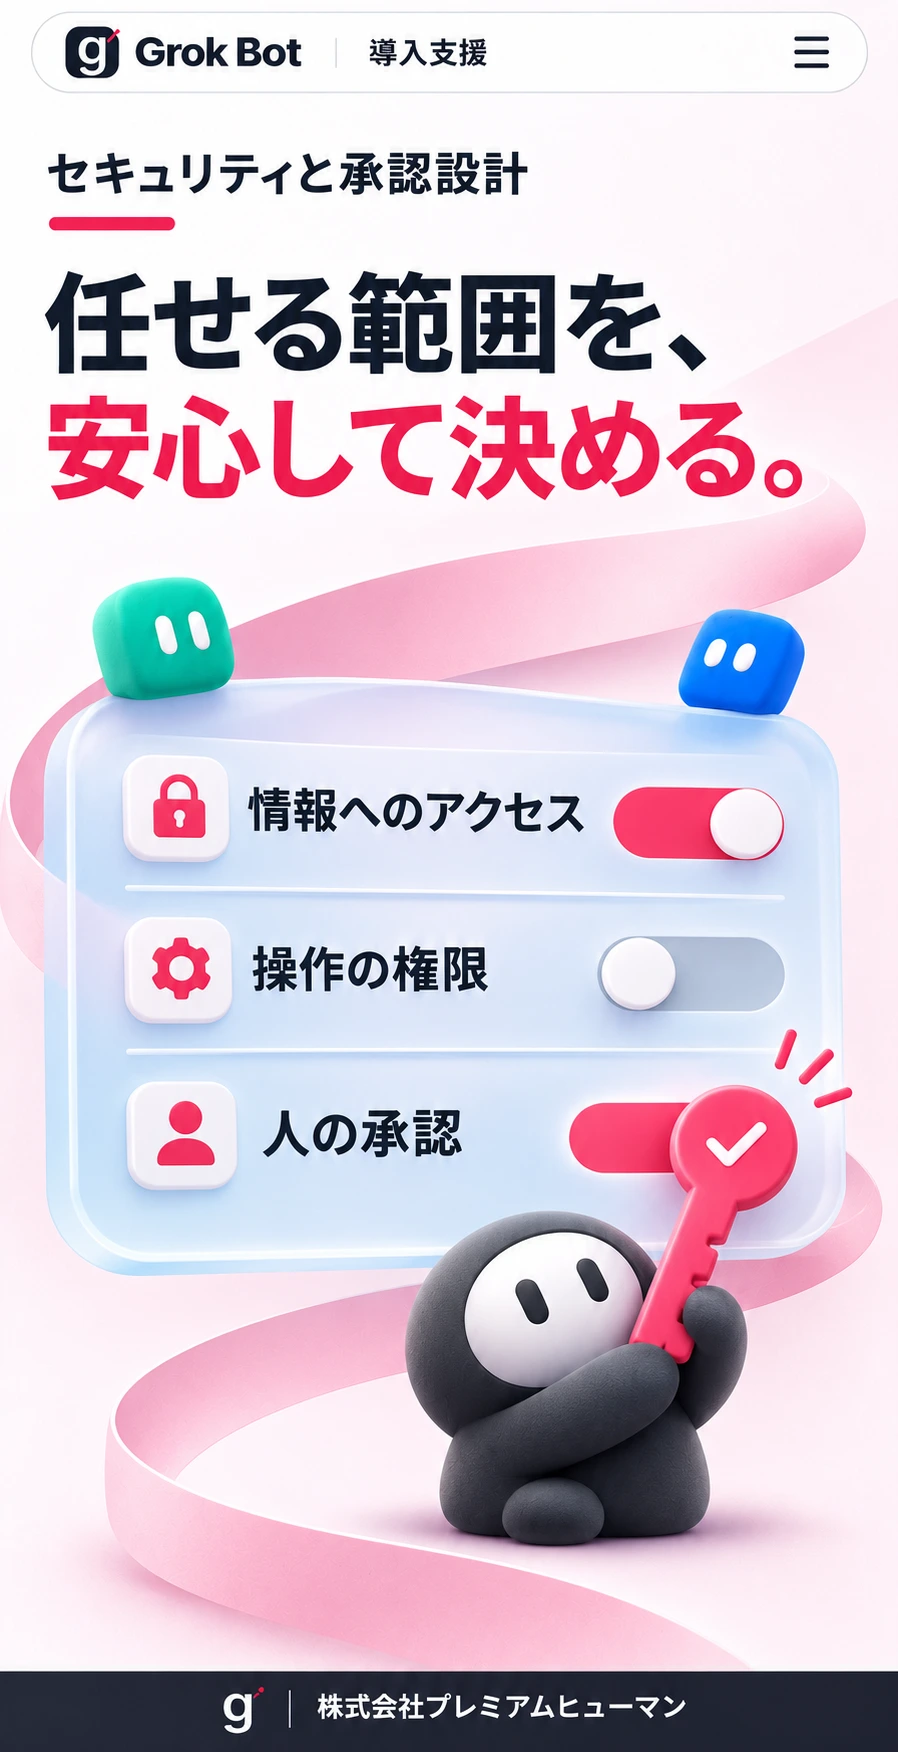 g Grok Bot 導入支援
セキュリティと承認設計
任せる範囲を、
安心して決める。
情報へのアクセス
操作の権限
人の承認
g 株式会社プレミアムヒューマン